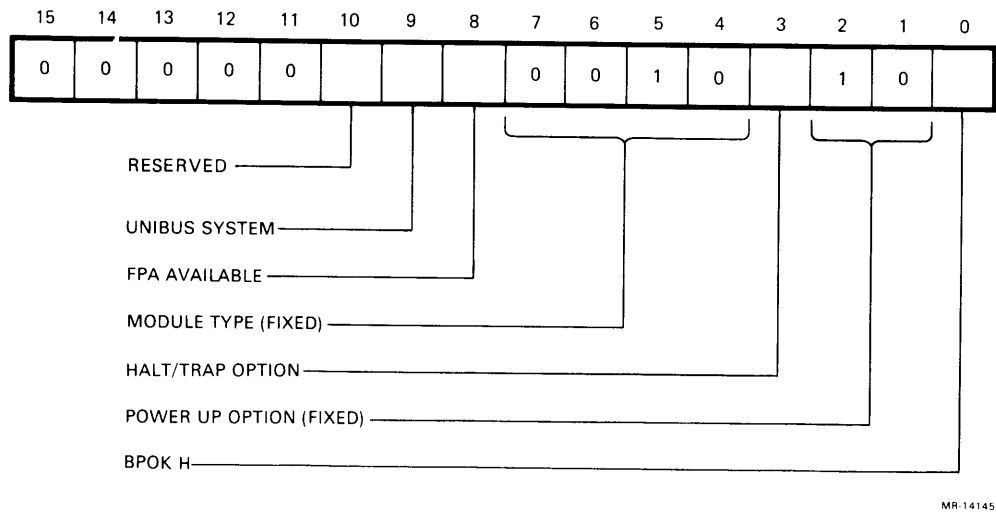 15 14 13 12 11 10 9 8 7 6 5 4 3 2 1 0
0 0 0 0 0 0 0 1 0 1 0
RESERVED
UNIBUS SYSTEM
FPA AVAILABLE
MODULE TYPE (FIXED)
HALT/TRAP OPTION
POWER UP OPTION (FIXED)
BPOK H
MR-14145